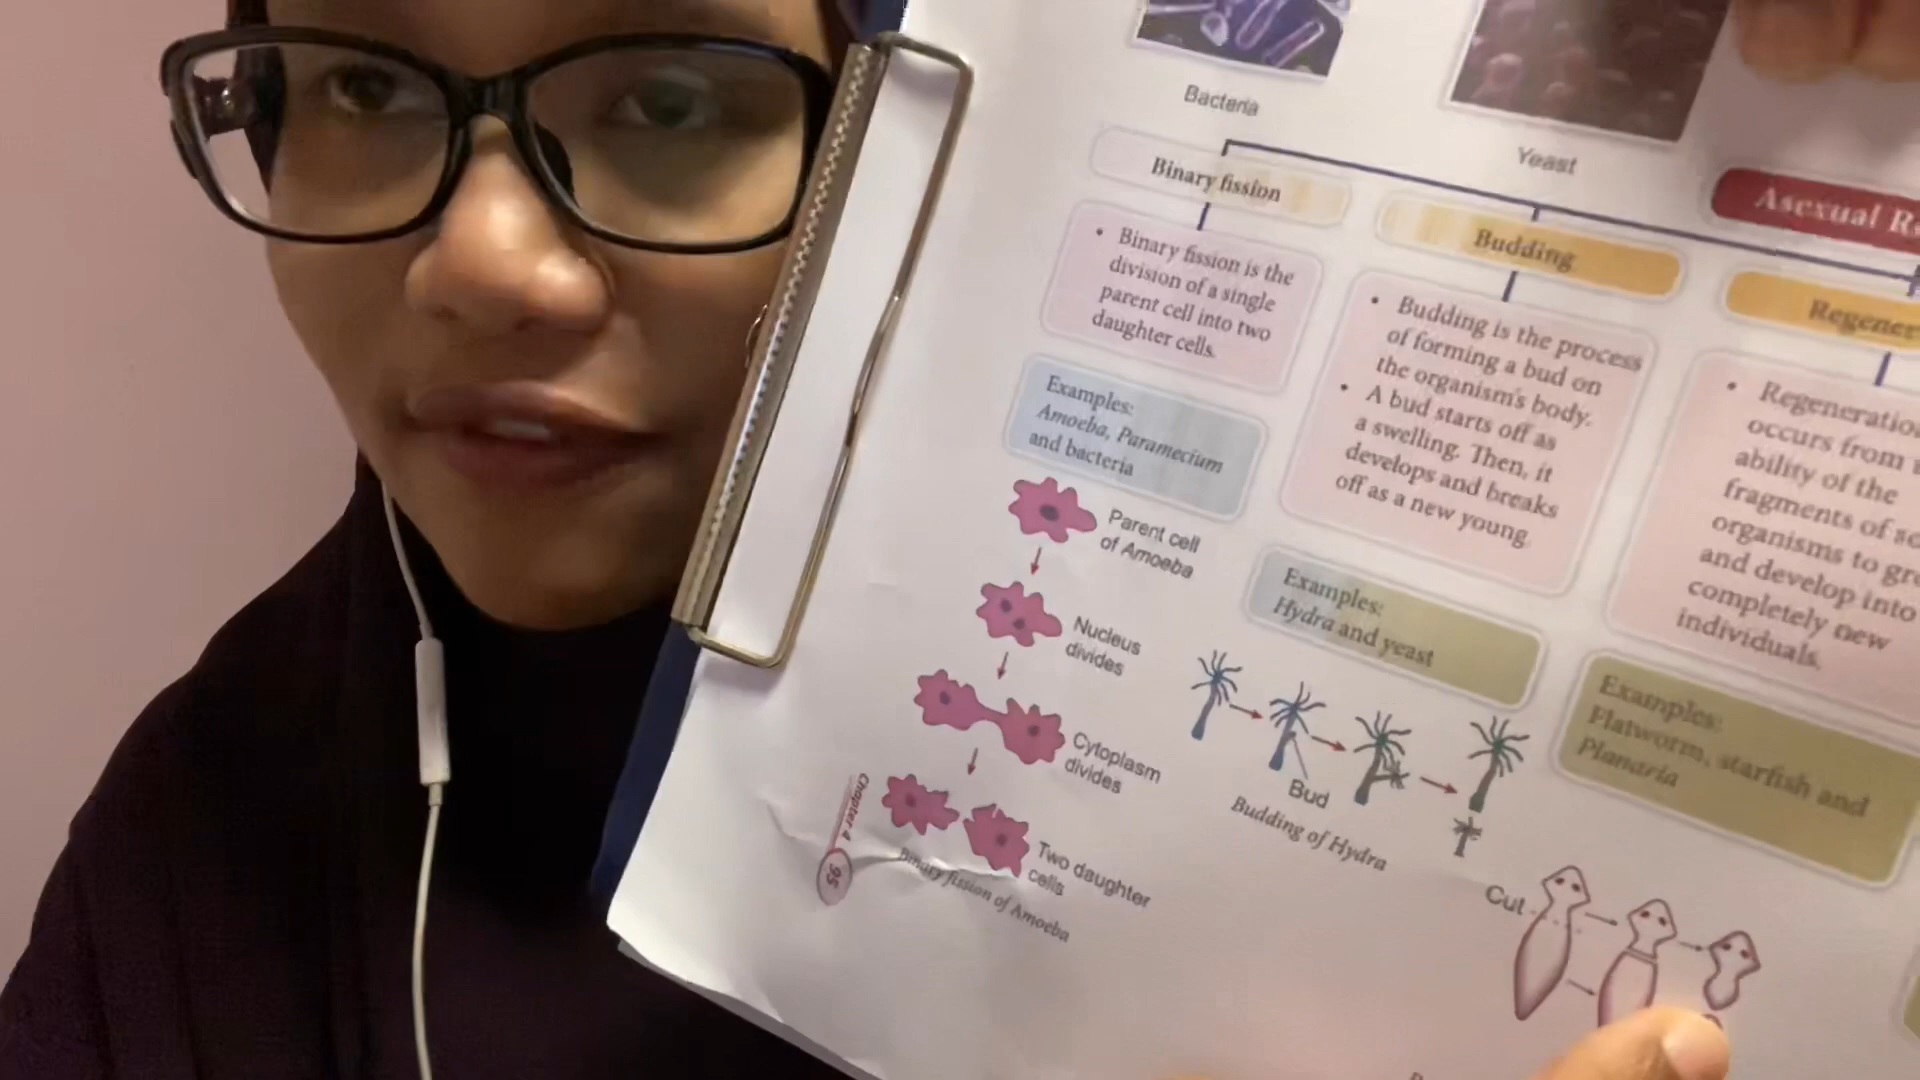 Bacteria
Yeast
Asexual
Binary fission
• Binary fission is the
division of a single
parent cell into two
daughter cells.
Examples:
Amoeba, Paramecium
and bacteria
Parent cell
of Amoeba
Nucleus
divides
Cytoplasm
divides
Two daughter
cells
Binary fission of Amoeba
Chapter 4
95
Budding
• Budding is the process
of forming a bud on
the organism's body.
• A bud starts off as
a swelling. Then, it
develops and breaks
off as a new young.
Examples:
Hydra and yeast
Bud
Budding of Hydra
Regener
• Regeneratio
occurs from
ability of the
fragments of so
organisms to gr
and develop into
completely new
individuals.
Examples:
Flatworm, starfish and
Planaria
Cut